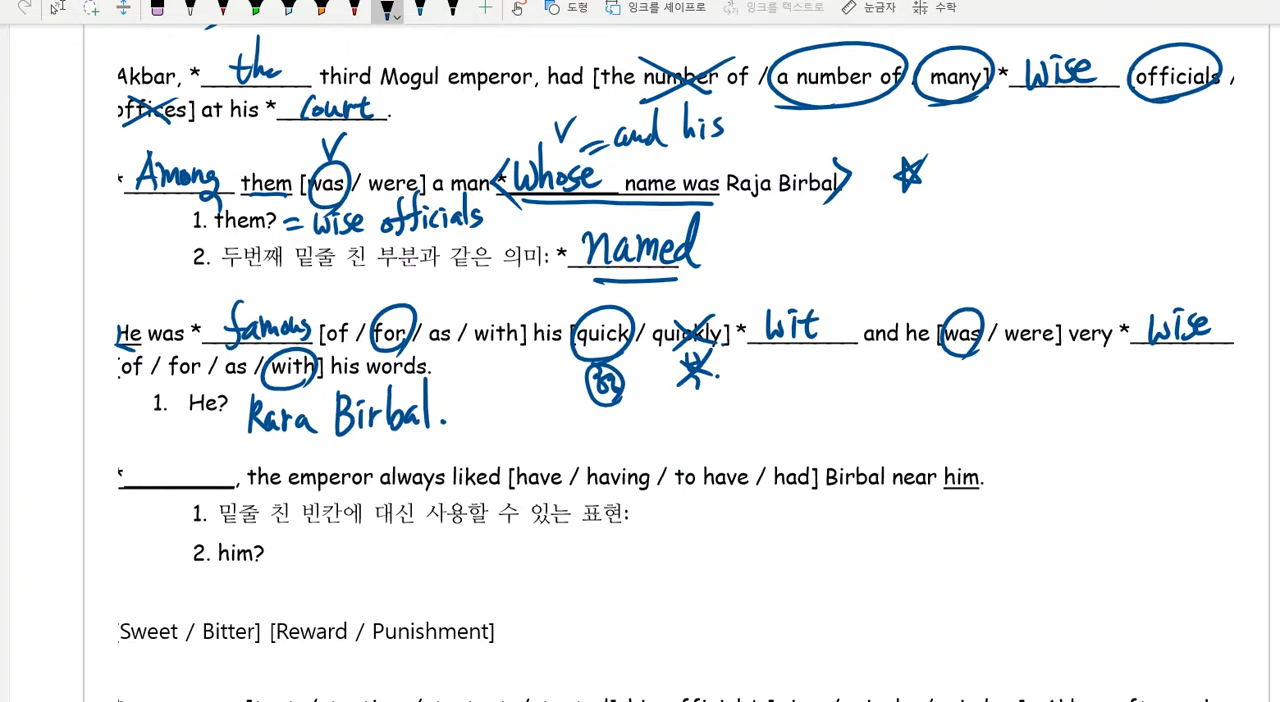 도형 잉크를 셰이프로 잉크를 텍스트로 눈금자 수학
Akbar, * the third Mogul emperor, had [the number of / a number of / many] * wise [officials /
offices] at his * court.
V = and his
V
* Among them [was / were] a man * <whose name was Raja Birbal> ☆
1. them? = wise officials
2. 두번째 밑줄 친 부분과 같은 의미: * named
He was * famous [of / for / as / with] his [quick / quickly] * wit and he [was / were] very * wise
[of / for / as / with] his words.
1. He? Rara Birbal.
*__________, the emperor always liked [have / having / to have / had] Birbal near him.
1. 밑줄 친 빈칸에 대신 사용할 수 있는 표현:
2. him?
[Sweet / Bitter] [Reward / Punishment]